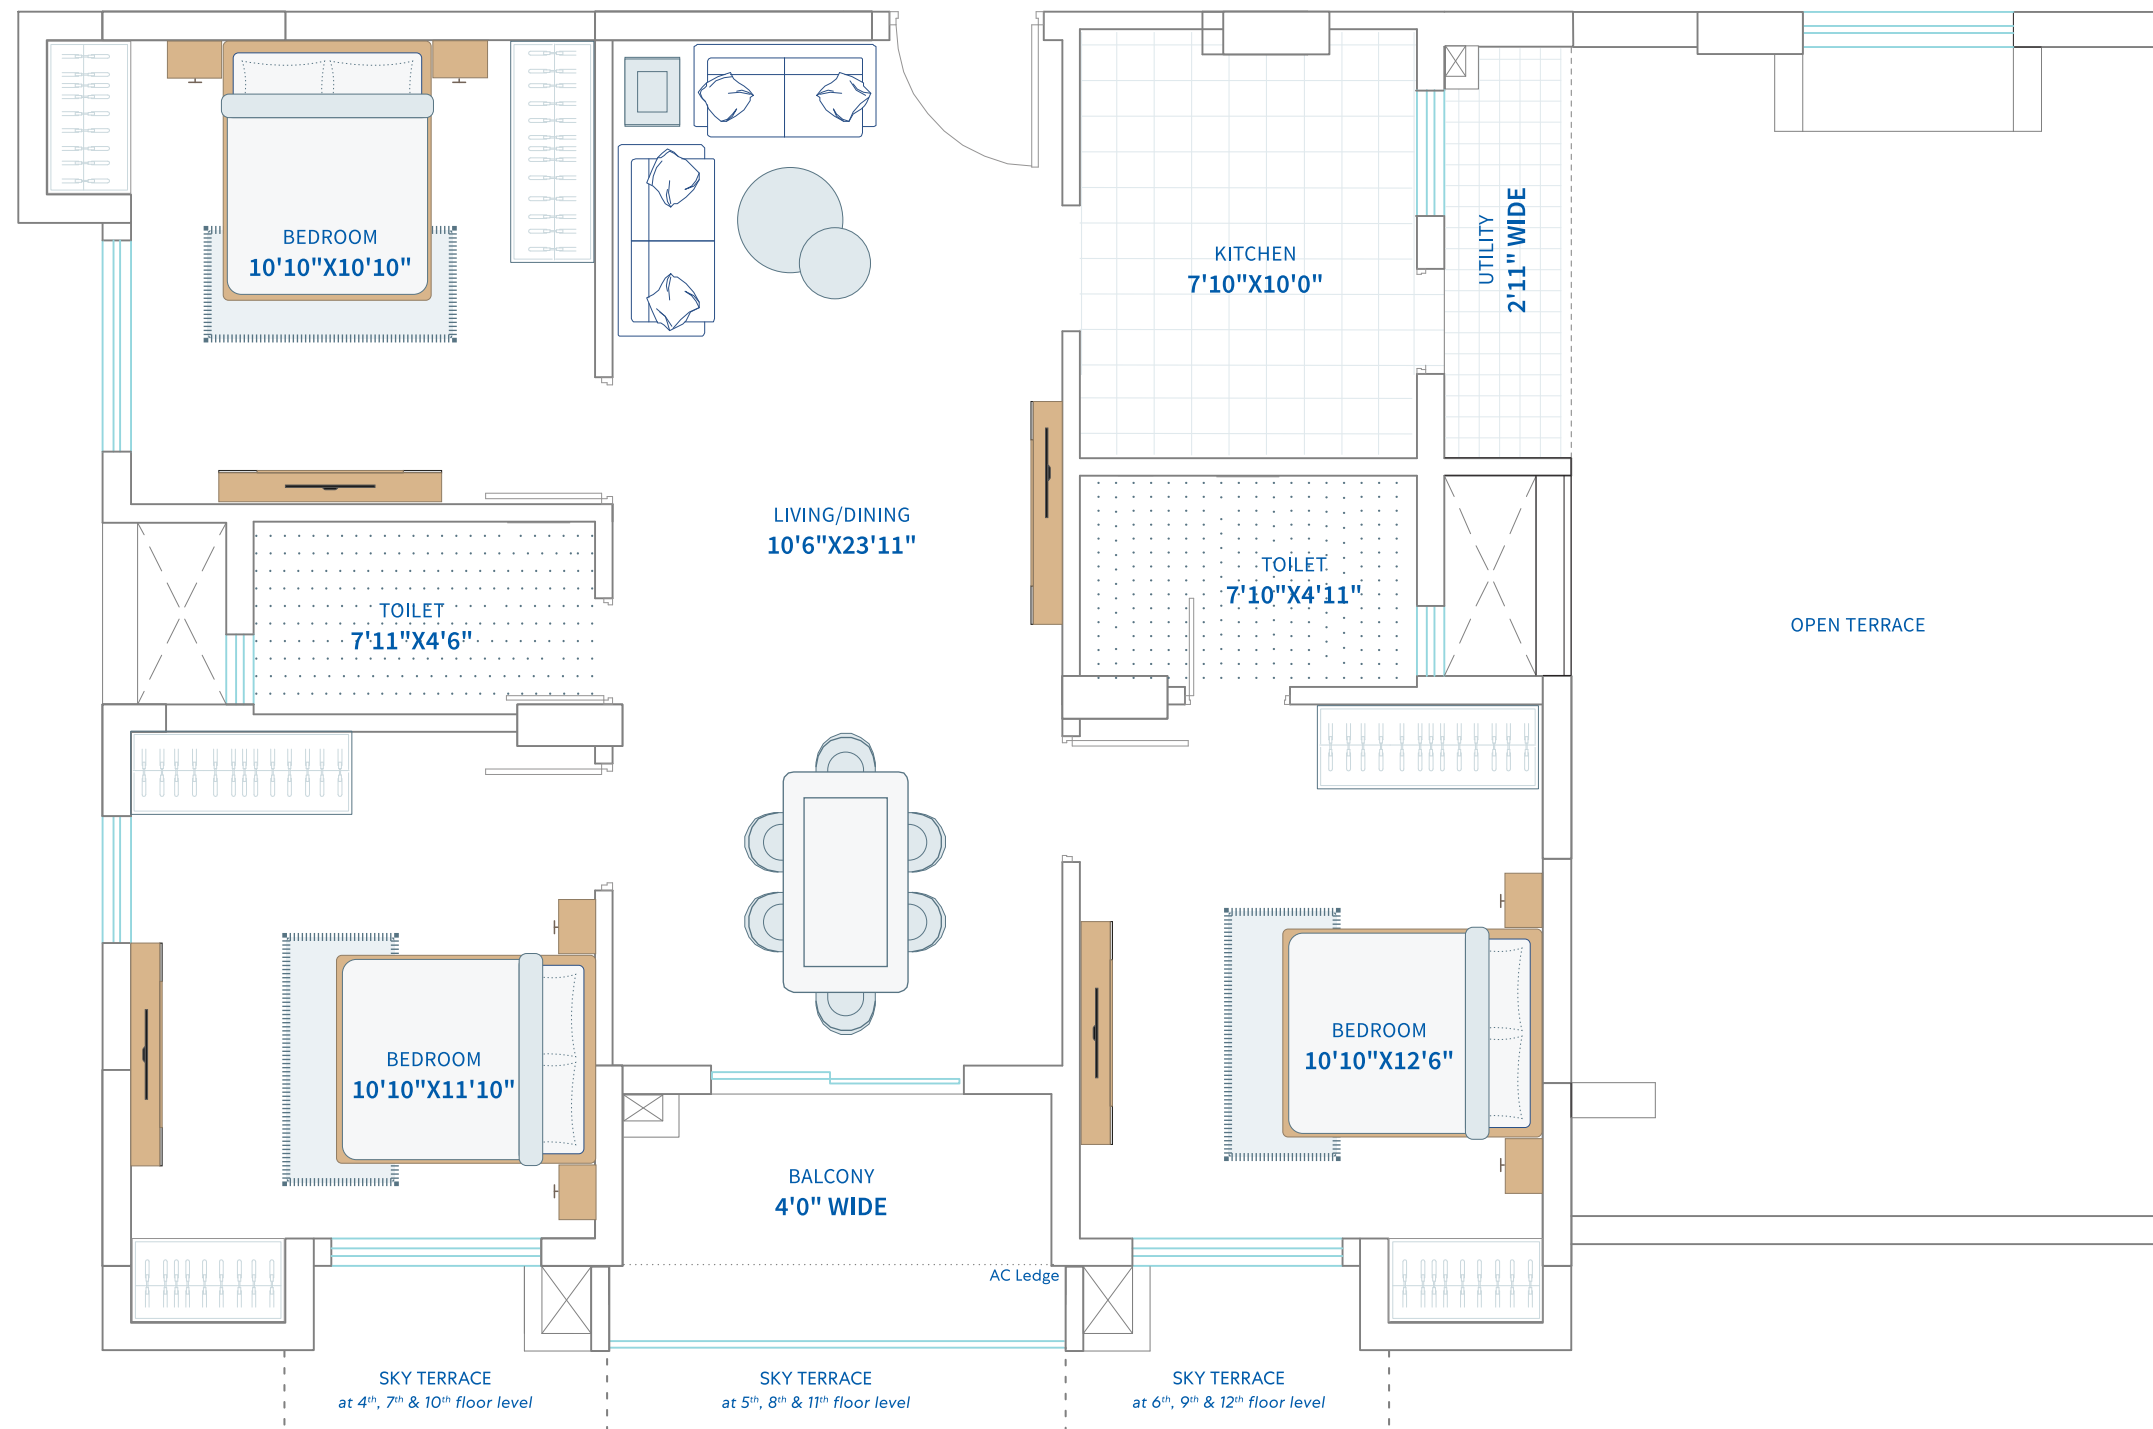 BEDROOM
10'10"X10'10"
KITCHEN
7'10"X10'0"
UTILITY
2'11" WIDE
LIVING/DINING
10'6"X23'11"
TOILET
7'10"X4'11"
TOILET
7'11"X4'6"
OPEN TERRACE
BEDROOM
10'10"X11'10"
BEDROOM
10'10"X12'6"
BALCONY
4'0" WIDE
AC Ledge
SKY TERRACE
at 4th, 7th & 10th floor level
SKY TERRACE
at 5th, 8th & 11th floor level
SKY TERRACE
at 6th, 9th & 12th floor level